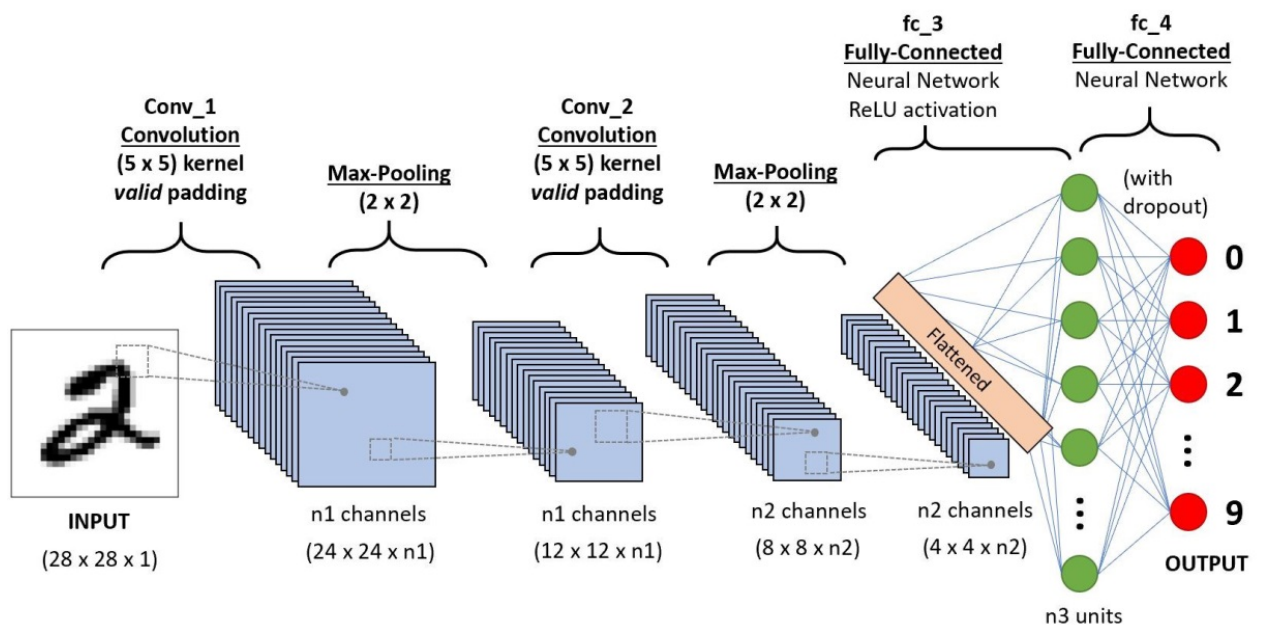 fc_3
Fully-Connected
Neural Network
ReLU activation
fc_4
Fully-Connected
Neural Network
Conv_1
Convolution
(5 x 5) kernel
valid padding
Max-Pooling
(2 x 2)
Conv_2
Convolution
(5 x 5) kernel
valid padding
Max-Pooling
(2 x 2)
(with
dropout)
Flattened
0
1
2
9
INPUT
(28 x 28 x 1)
n1 channels
(24 x 24 x n1)
n1 channels
(12 x 12 x n1)
n2 channels
(8 x 8 x n2)
n2 channels
(4 x 4 x n2)
OUTPUT
n3 units